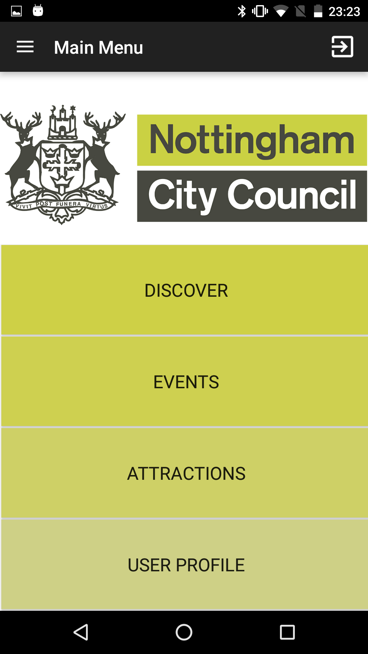 23:23
Main Menu
Nottingham
City Council
VIVIT POST FUNERA VIRTUS
DISCOVER
EVENTS
ATTRACTIONS
USER PROFILE